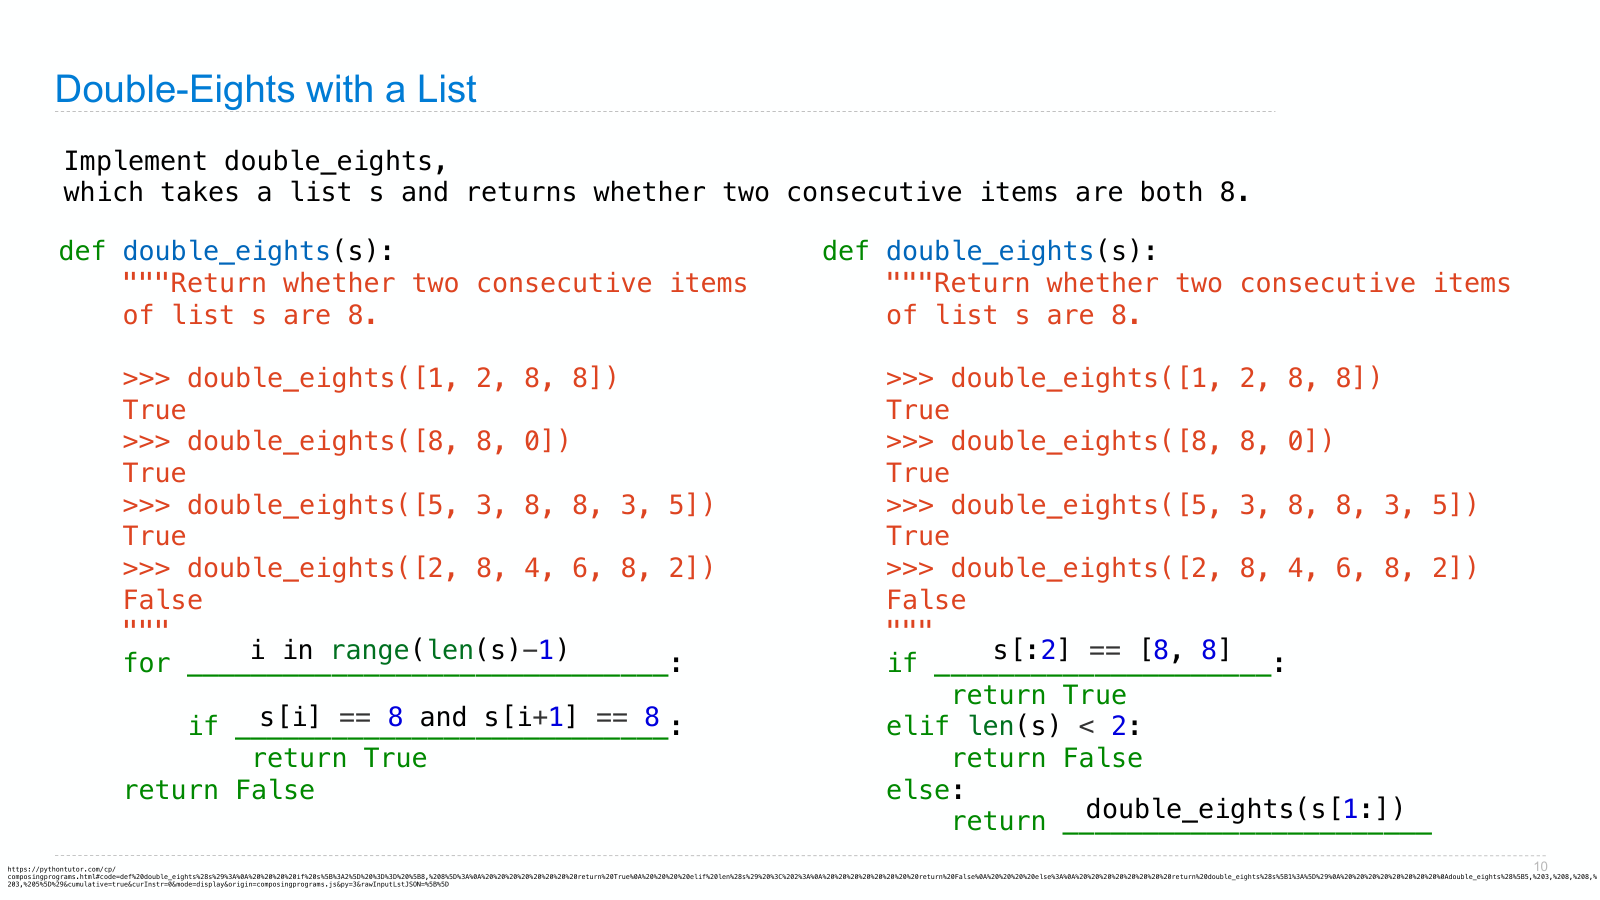 Double-Eights with a List
Implement double_eights,
which takes a list s and returns whether two consecutive items are both 8.
def double_eights(s):
"""Return whether two consecutive items
of list s are 8.
>>> double_eights([1, 2, 8, 8])
True
>>> double_eights([8, 8, 0])
True
>>> double_eights([5, 3, 8, 8, 3, 5])
True
>>> double_eights([2, 8, 4, 6, 8, 2])
False
"""
for i in range(len(s)−1):
if s[i] == 8 and s[i+1] == 8:
return True
return False
def double_eights(s):
"""Return whether two consecutive items
of list s are 8.
>>> double_eights([1, 2, 8, 8])
True
>>> double_eights([8, 8, 0])
True
>>> double_eights([5, 3, 8, 8, 3, 5])
True
>>> double_eights([2, 8, 4, 6, 8, 2])
False
"""
if s[:2] == [8, 8]:
return True
elif len(s) < 2:
return False
else:
return double_eights(s[1:])
10
https://pythontutor.com/cp/